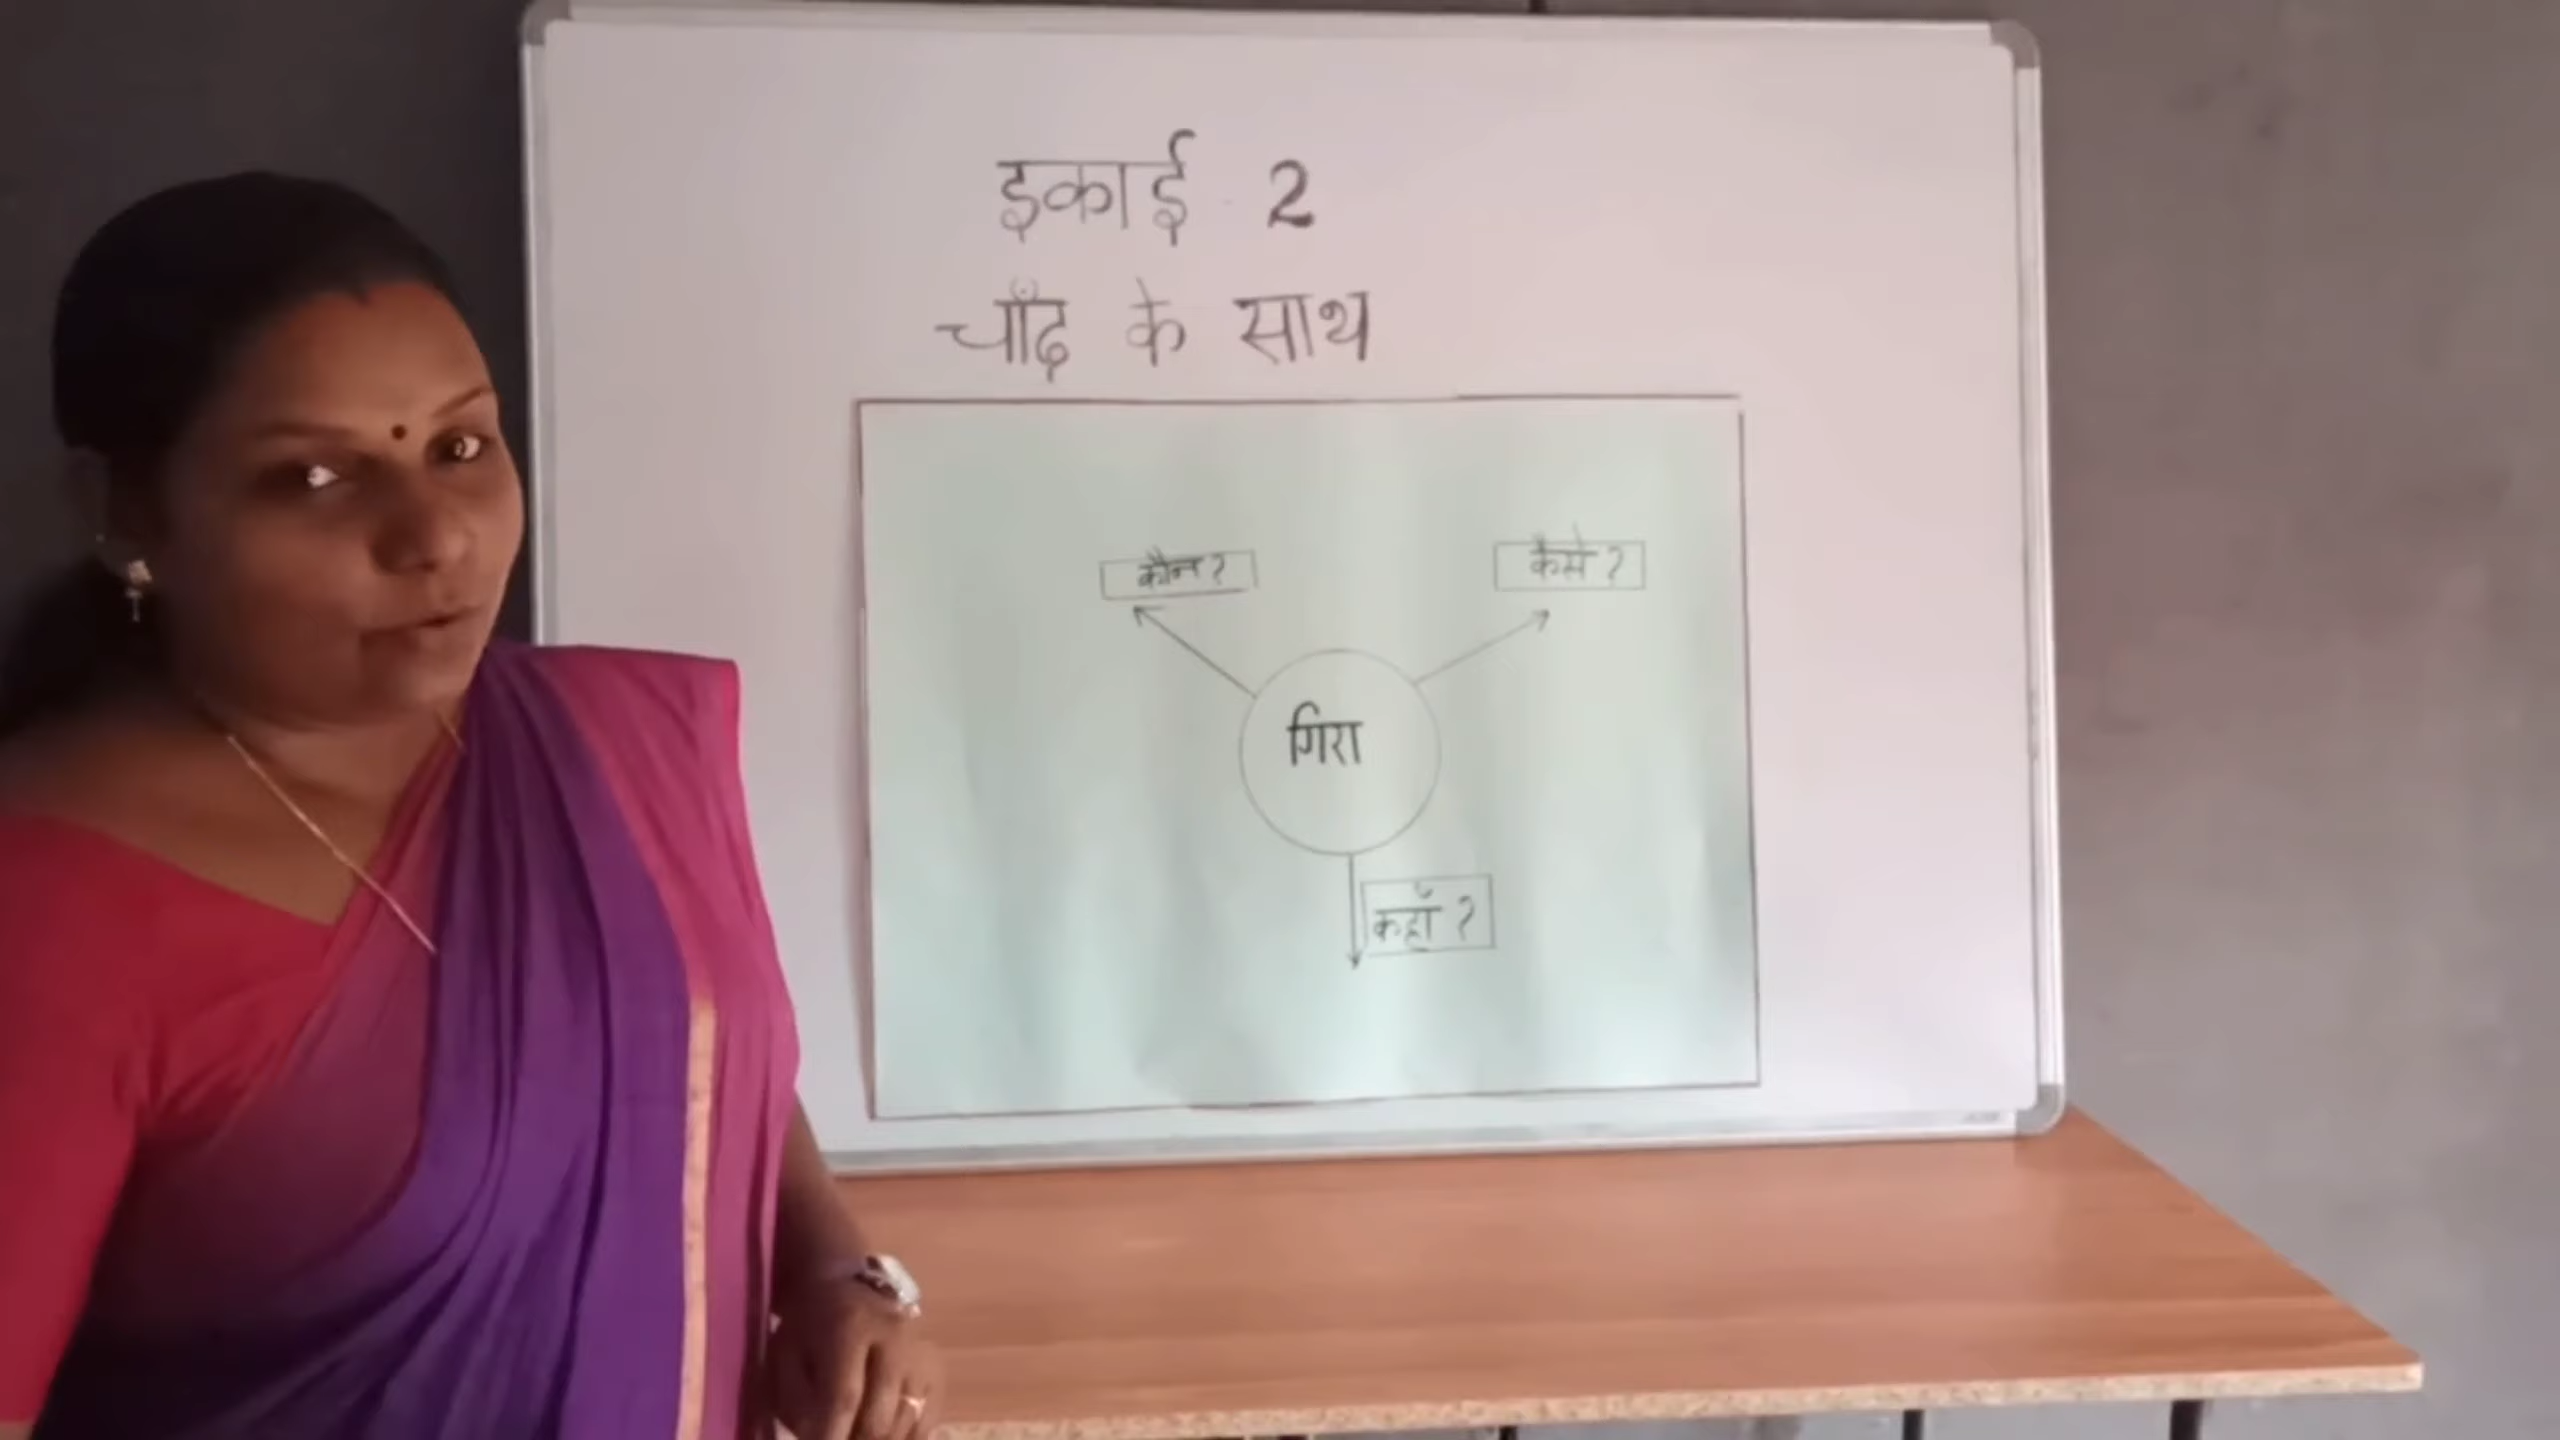 इकाई 2
चाँद के साथ
कौन?
कैसे?
गिरा
कहाँ?